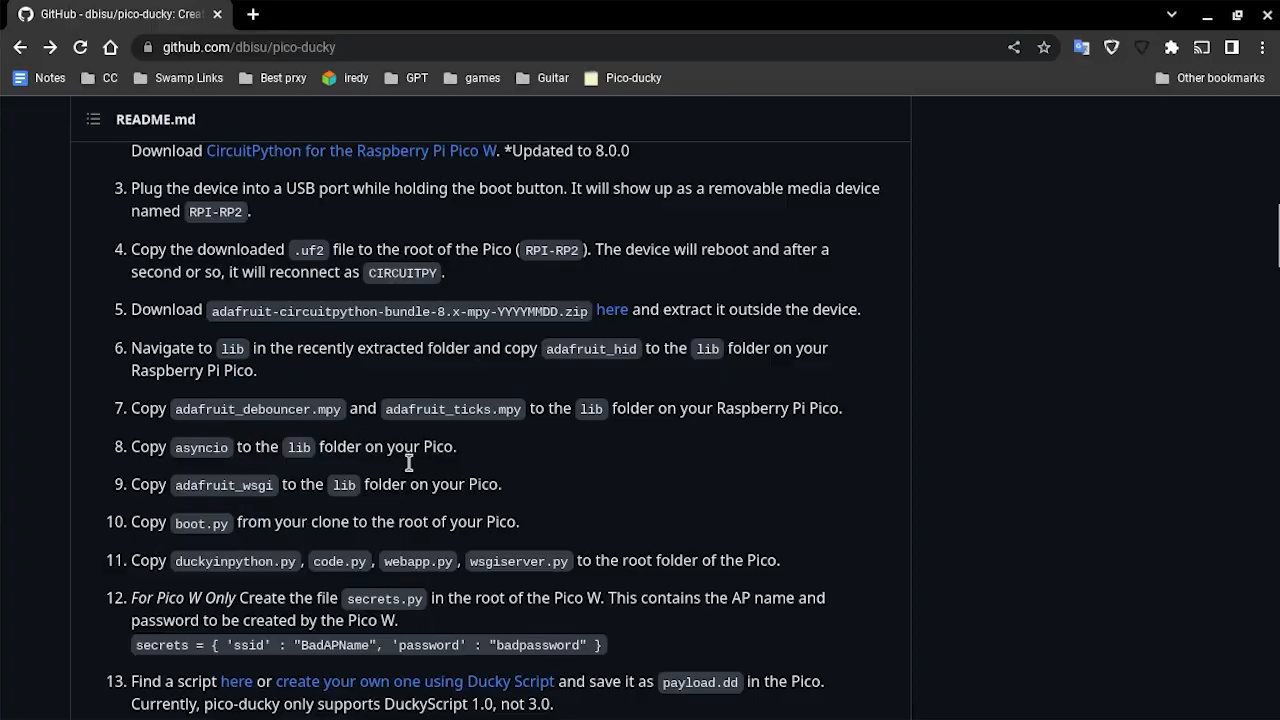 GitHub - dbisu/pico-ducky: Crea
github.com/dbisu/pico-ducky
Notes CC Swamp Links Best prxy iredy GPT games Guitar Pico-ducky Other bookmarks
README.md
Download CircuitPython for the Raspberry Pi Pico W. *Updated to 8.0.0
3. Plug the device into a USB port while holding the boot button. It will show up as a removable media device
named RPI-RP2.
4. Copy the downloaded .uf2 file to the root of the Pico (RPI-RP2). The device will reboot and after a
second or so, it will reconnect as CIRCUITPY.
5. Download adafruit-circuitpython-bundle-8.x-mpy-YYYYMMDD.zip here and extract it outside the device.
6. Navigate to lib in the recently extracted folder and copy adafruit_hid to the lib folder on your
Raspberry Pi Pico.
7. Copy adafruit_debouncer.mpy and adafruit_ticks.mpy to the lib folder on your Raspberry Pi Pico.
8. Copy asyncio to the lib folder on your Pico.
9. Copy adafruit_wsgi to the lib folder on your Pico.
10. Copy boot.py from your clone to the root of your Pico.
11. Copy duckyinpython.py, code.py, webapp.py, wsgiserver.py to the root folder of the Pico.
12. For Pico W Only Create the file secrets.py in the root of the Pico W. This contains the AP name and
password to be created by the Pico W.
secrets = { 'ssid' : "BadAPName", 'password' : "badpassword" }
13. Find a script here or create your own one using Ducky Script and save it as payload.dd in the Pico.
Currently, pico-ducky only supports DuckyScript 1.0, not 3.0.